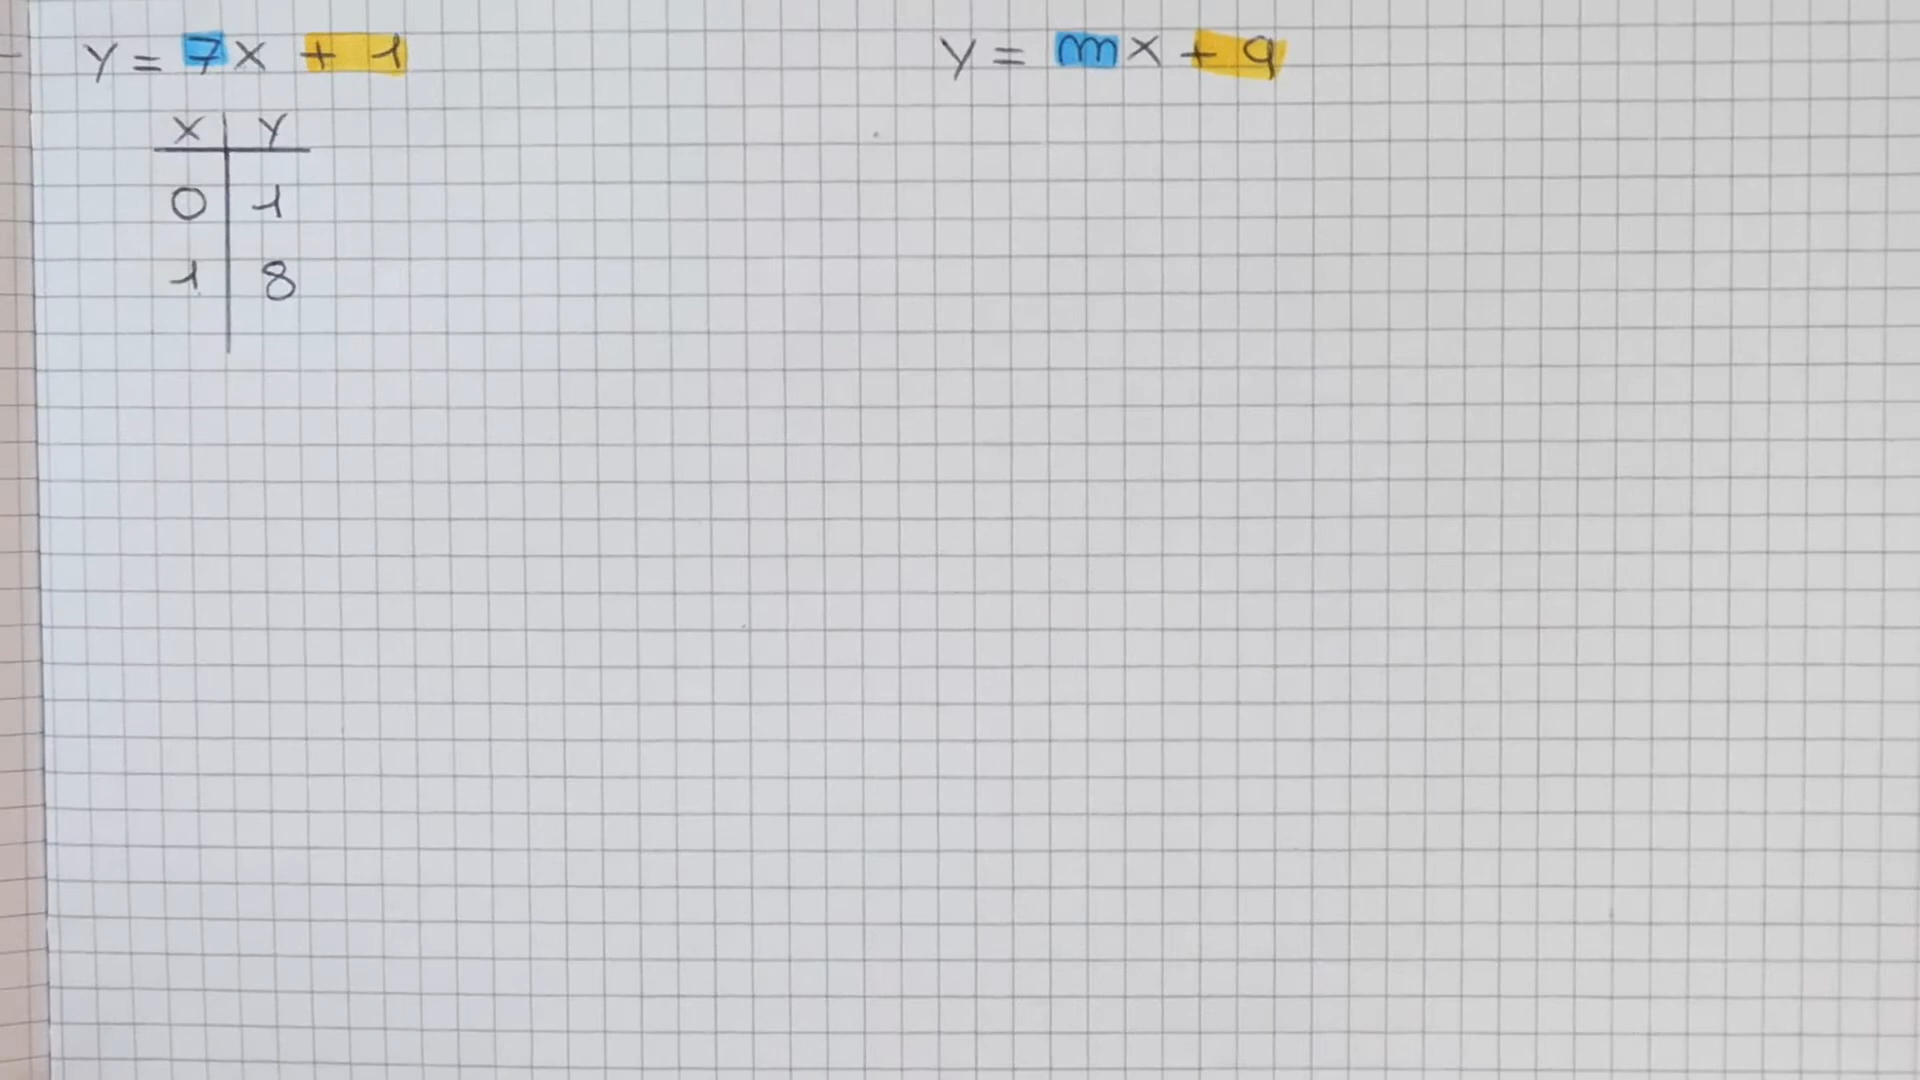 y = 7x + 1
y = mx + q
x y
0 1
1 8